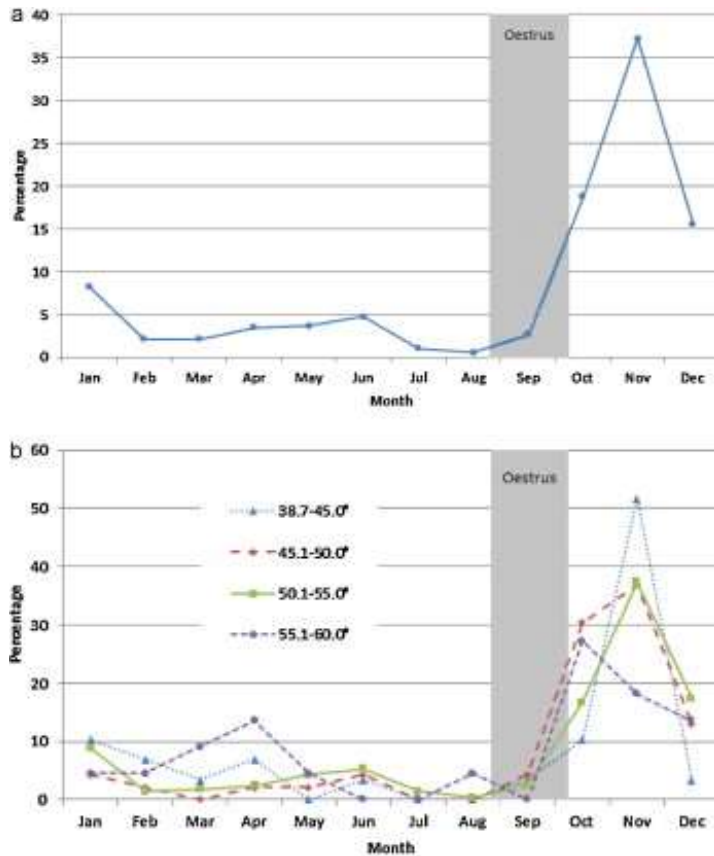 a
40
35
30
25
20
15
10
5
0
Percentage
Oestrus
Jan Feb Mar Apr May Jun Jul Aug Sep Oct Nov Dec
Month
b
60
50
40
30
20
10
0
Percentage
Oestrus
38.7-45.0°
45.1-50.0°
50.1-55.0°
55.1-60.0°
Jan Feb Mar Apr May Jun Jul Aug Sep Oct Nov Dec
Month